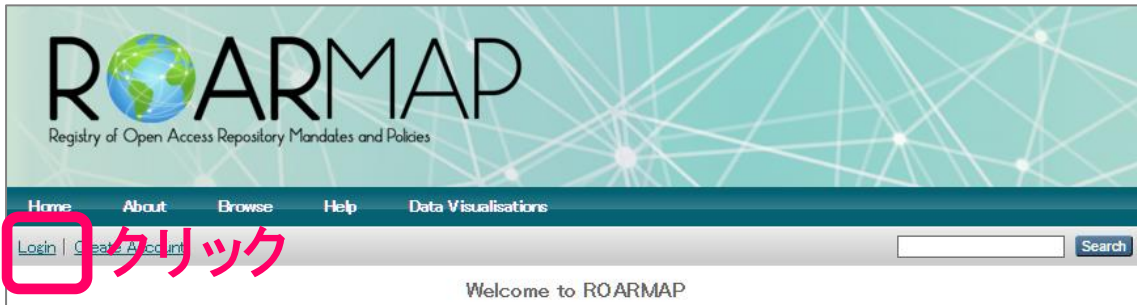 ROARMAP
Registry of Open Access Repository Mandates and Policies
Home About Browse Help Data Visualisations
Login | Create Account クリック Search
Welcome to ROARMAP